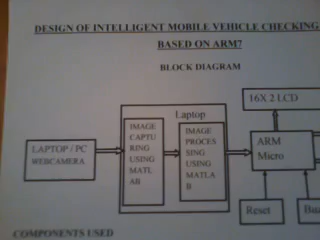 DESIGN OF INTELLIGENT MOBILE VEHICLE CHECKING
BASED ON ARM7
BLOCK DIAGRAM
16X 2 LCD
Laptop
LAPTOP / PC
WEBCAMERA
IMAGE
CAPTU
RING
USING
MATL
AB
IMAGE
PROCES
SING
USING
MATLA
B
ARM
Micro
Reset
COMPONENTS USED